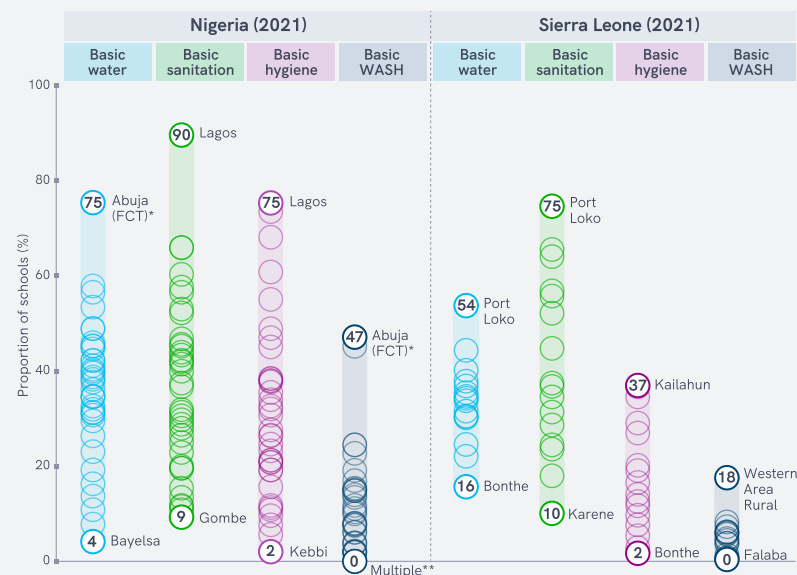 Nigeria (2021)
Sierra Leone (2021)
Basic
water
Basic
sanitation
Basic
hygiene
Basic
WASH
Basic
water
Basic
sanitation
Basic
hygiene
Basic
WASH
Proportion of schools (%)
100
80
60
40
20
0
75 Abuja
(FCT)*
4 Bayelsa
90 Lagos
9 Gombe
75 Lagos
2 Kebbi
47 Abuja
(FCT)*
0 Multiple**
54 Port
Loko
16 Bonthe
75 Port
Loko
10 Karene
37 Kailahun
2 Bonthe
18 Western
Area
Rural
0 Falaba